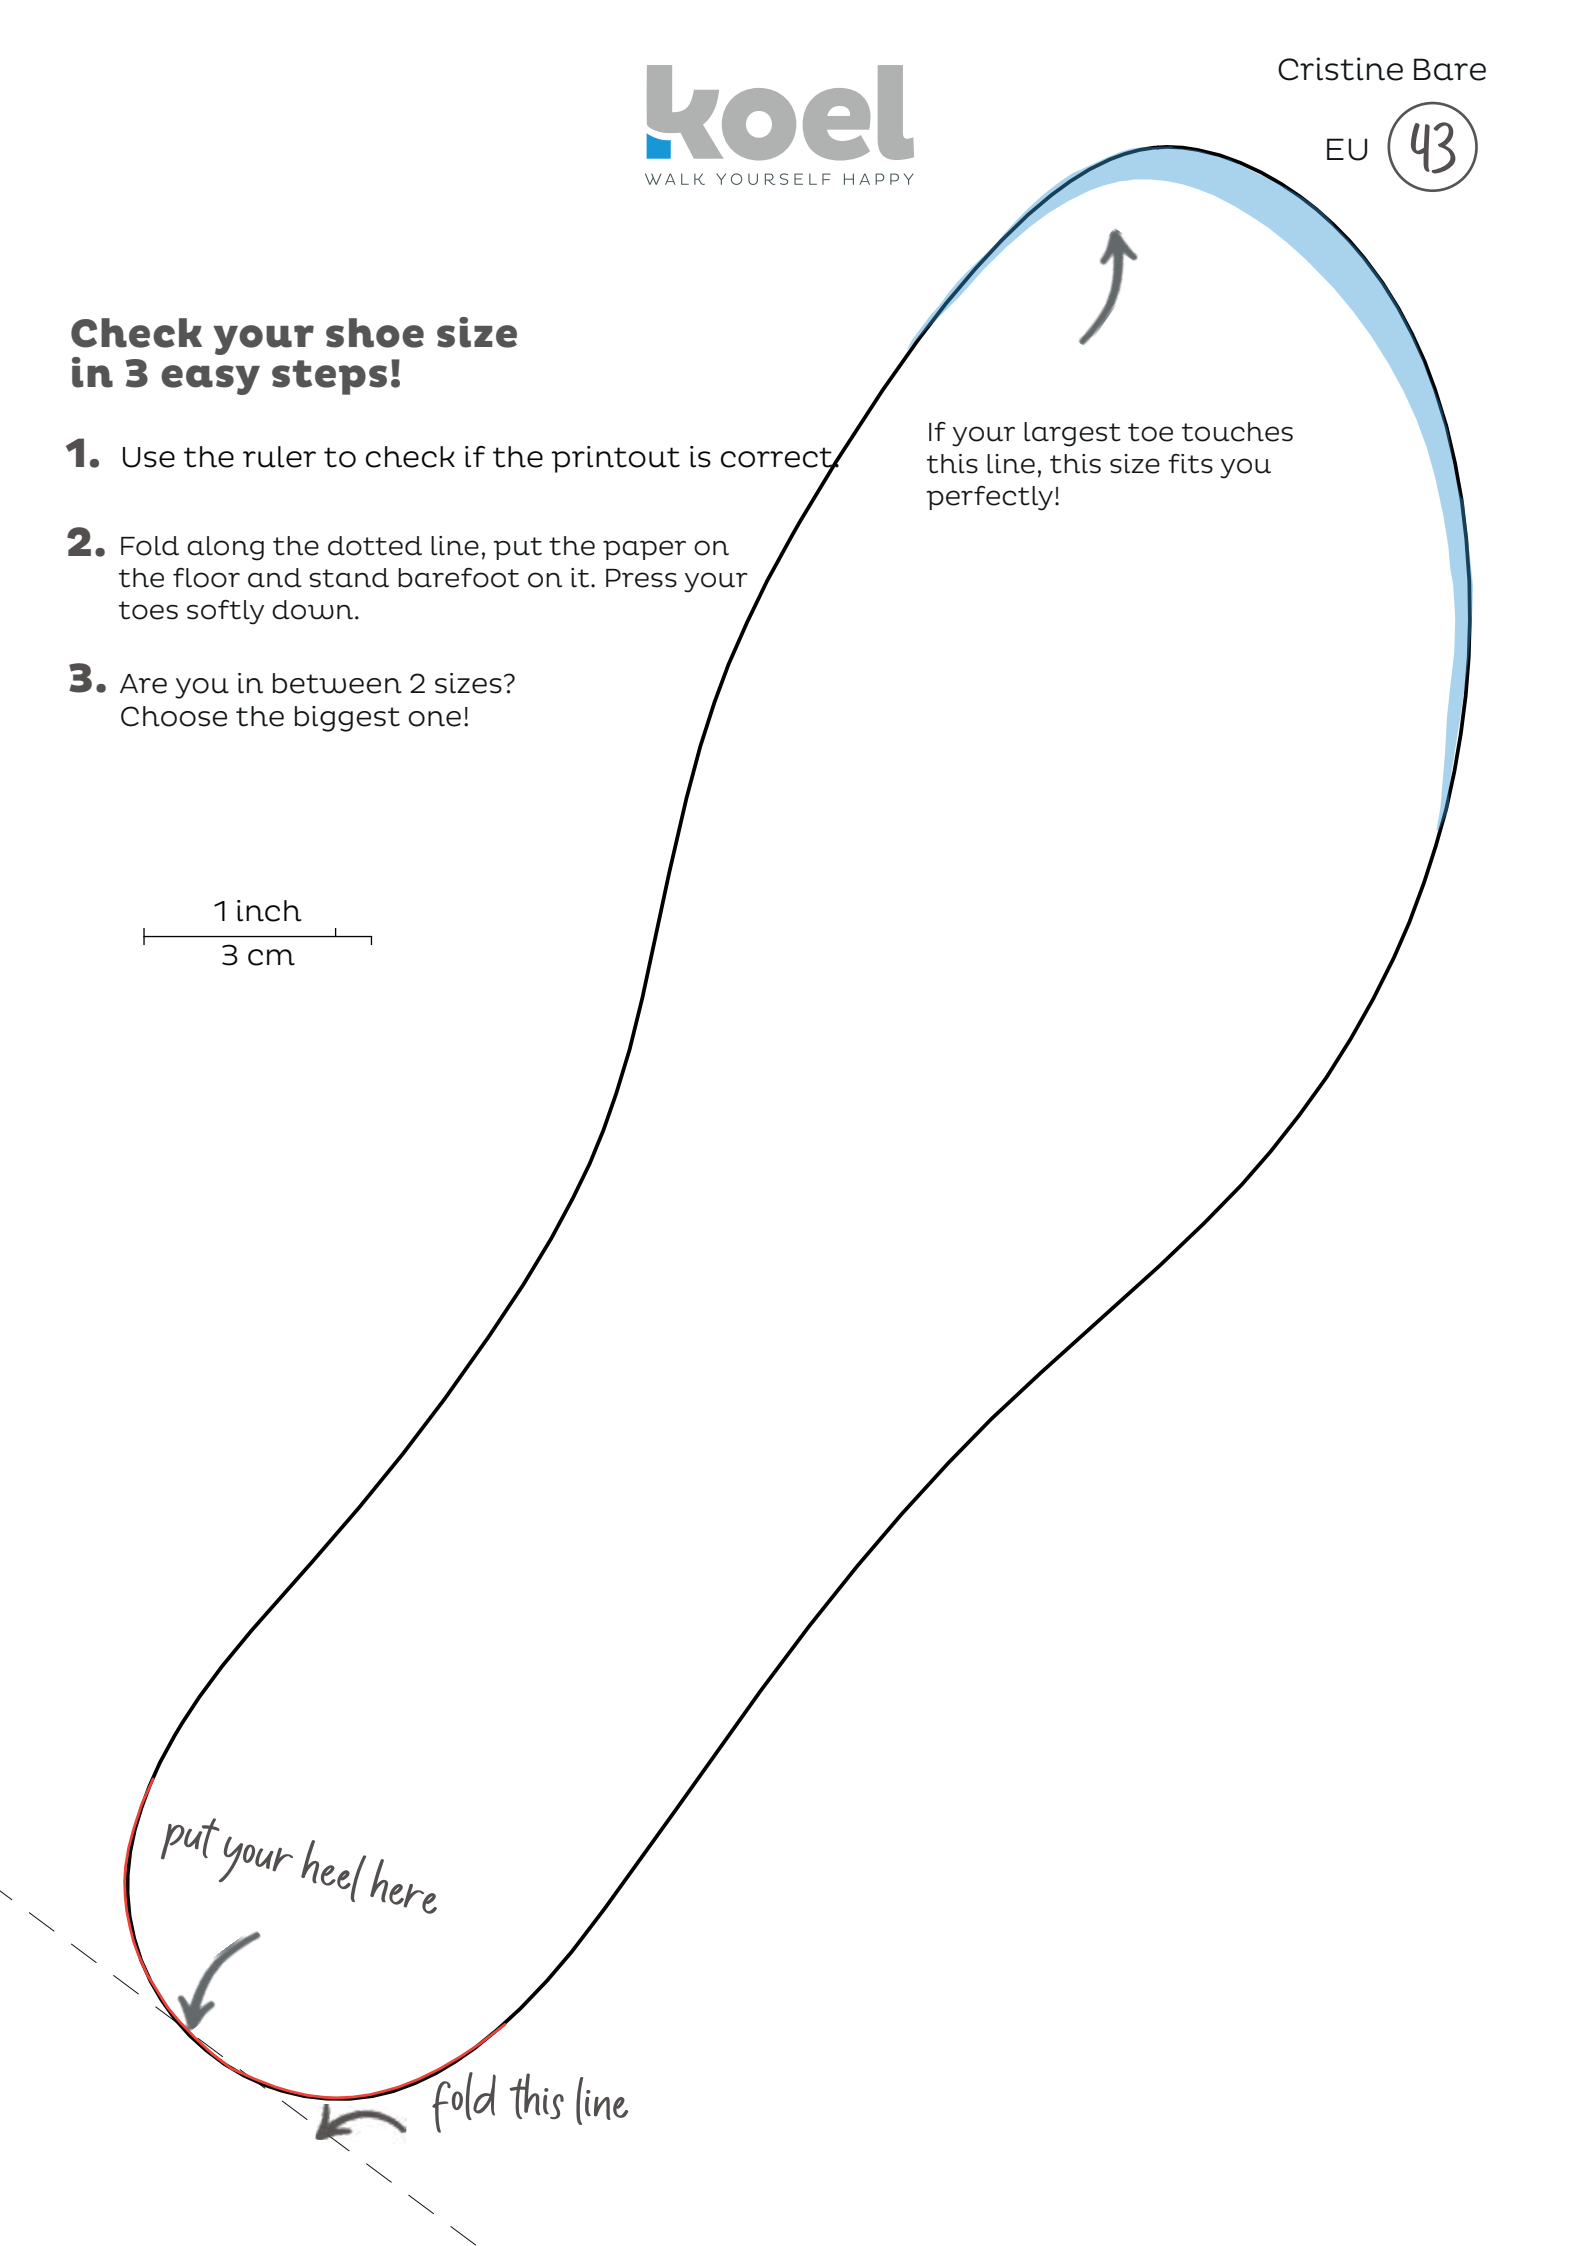 koel
WALK YOURSELF HAPPY
Cristine Bare
EU 43
Check your shoe size
in 3 easy steps!
1. Use the ruler to check if the printout is correct.
2. Fold along the dotted line, put the paper on
the floor and stand barefoot on it. Press your
toes softly down.
3. Are you in between 2 sizes?
Choose the biggest one!
If your largest toe touches
this line, this size fits you
perfectly!
1 inch
3 cm
put your heel here
fold this line